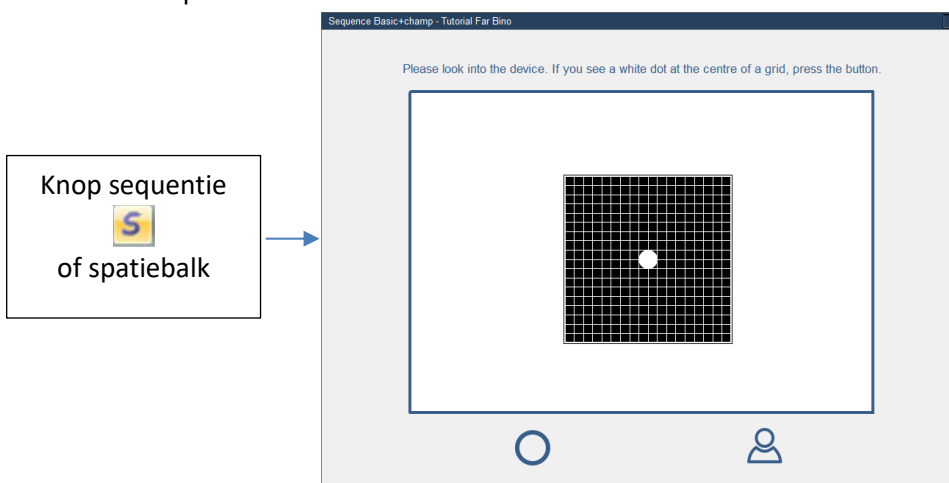 Sequence Basic+champ - Tutorial Far Bino
Please look into the device. If you see a white dot at the centre of a grid, press the button.
Knop sequentie
S
of spatiebalk